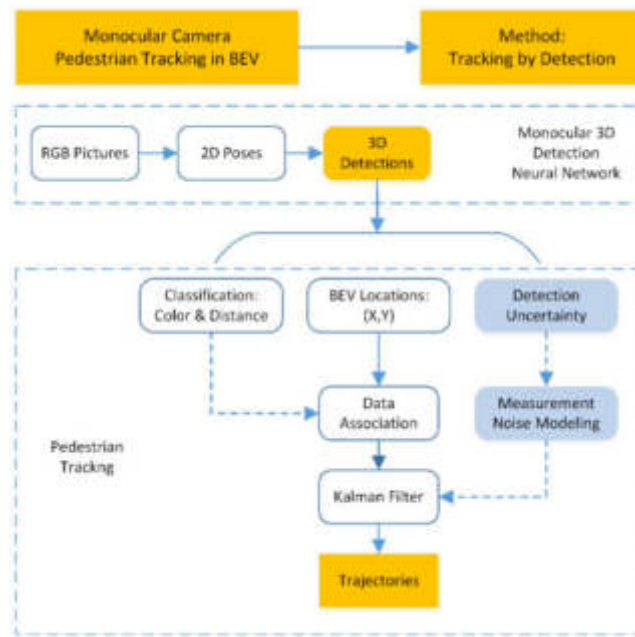 Monocular Camera
Pedestrian Tracking in BEV
Method:
Tracking by Detection
RGB Pictures
2D Poses
3D
Detections
Monocular 3D
Detection
Neural Network
Classification:
Color & Distance
BEV Locations:
(X,Y)
Detection
Uncertainty
Data
Association
Measurement
Noise Modeling
Pedestrian
Trackng
Kalman Filter
Trajectories